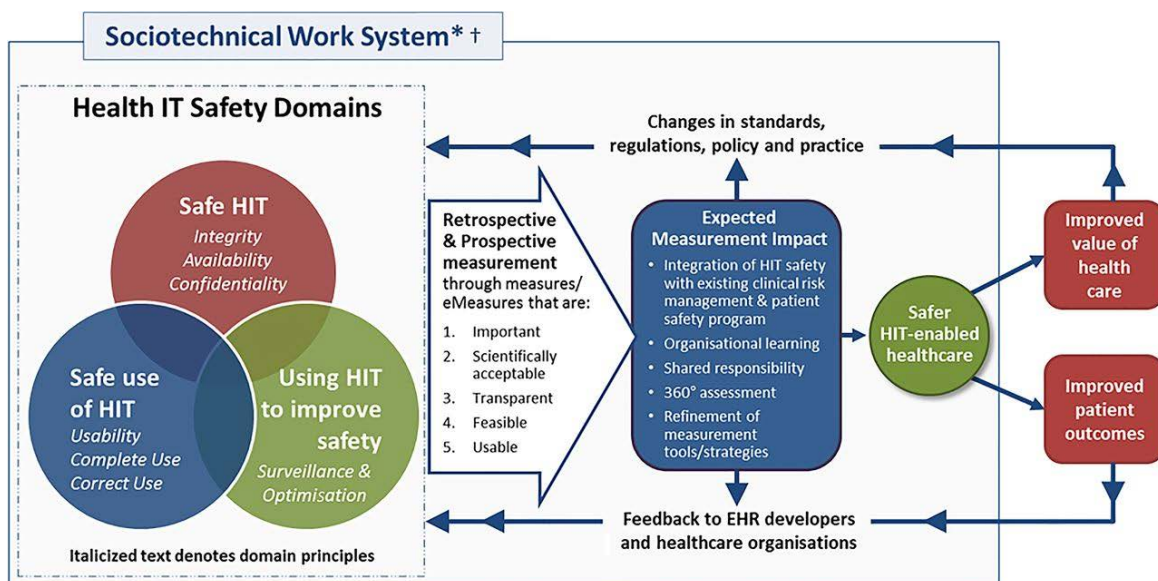 Sociotechnical Work System* †
Health IT Safety Domains
Safe HIT
Integrity
Availability
Confidentiality
Safe use
of HIT
Usability
Complete Use
Correct Use
Using HIT
to improve
safety
Surveillance &
Optimisation
Italicized text denotes domain principles
Retrospective
& Prospective
measurement
through measures/
eMeasures that are:
1. Important
2. Scientifically
acceptable
3. Transparent
4. Feasible
5. Usable
Changes in standards,
regulations, policy and practice
Expected
Measurement Impact
• Integration of HIT safety
with existing clinical risk
management & patient
safety program
• Organisational learning
• Shared responsibility
• 360° assessment
• Refinement of
measurement
tools/strategies
Feedback to EHR developers
and healthcare organisations
Safer
HIT-enabled
healthcare
Improved
value of
health
care
Improved
patient
outcomes